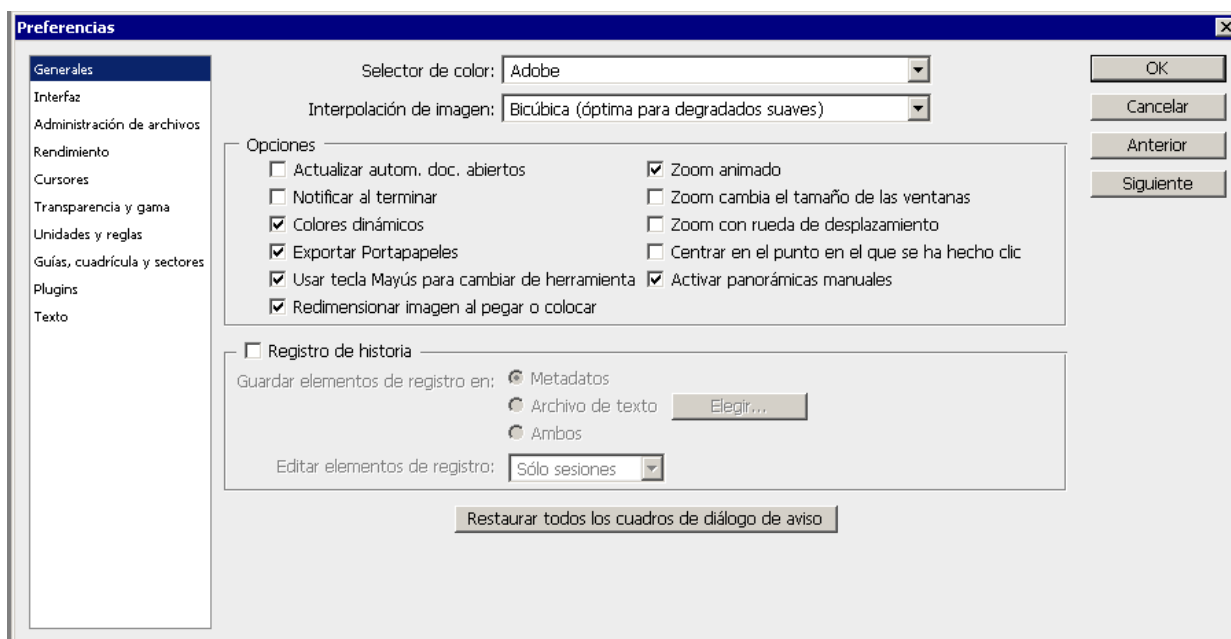 Preferencias
Generales
Interfaz
Administración de archivos
Rendimiento
Cursores
Transparencia y gama
Unidades y reglas
Guías, cuadrícula y sectores
Plugins
Texto
Selector de color: Adobe
Interpolación de imagen: Bicúbica (óptima para degradados suaves)
Opciones
Actualizar autom. doc. abiertos
Notificar al terminar
Colores dinámicos
Exportar Portapapeles
Usar tecla Mayús para cambiar de herramienta
Redimensionar imagen al pegar o colocar
Zoom animado
Zoom cambia el tamaño de las ventanas
Zoom con rueda de desplazamiento
Centrar en el punto en el que se ha hecho clic
Activar panorámicas manuales
Registro de historia
Guardar elementos de registro en: Metadatos
Archivo de texto Elegir...
Ambos
Editar elementos de registro: Sólo sesiones
Restaurar todos los cuadros de diálogo de aviso
OK
Cancelar
Anterior
Siguiente